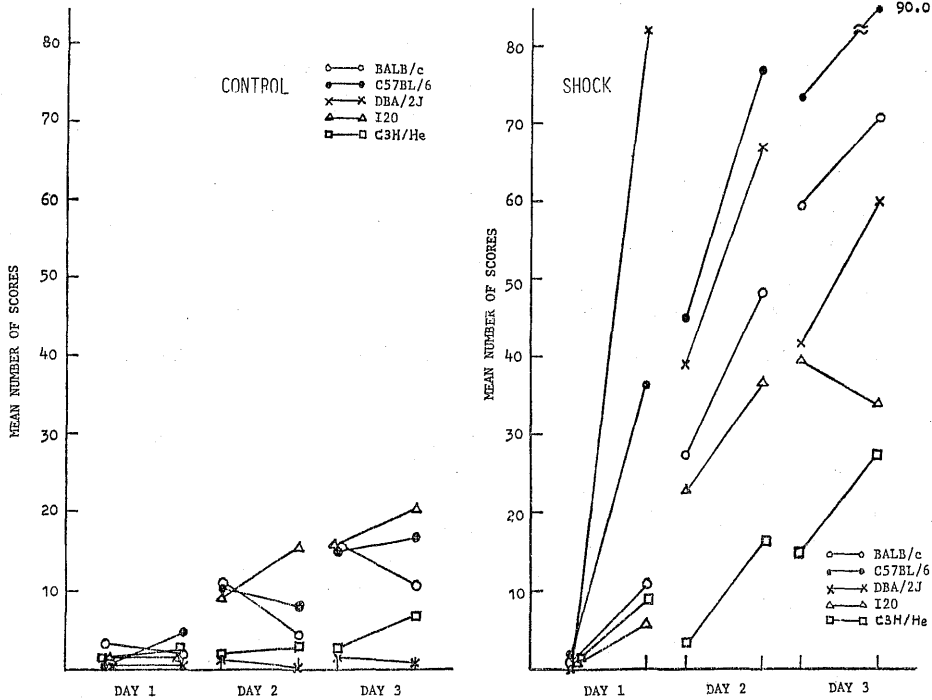 CONTROL
BALB/c
C57BL/6
DBA/2J
I20
C3H/He
80
70
60
50
40
30
20
10
MEAN NUMBER OF SCORES
DAY 1
DAY 2
DAY 3
90.0
SHOCK
80
70
60
50
40
30
20
10
MEAN NUMBER OF SCORES
BALB/c
C57BL/6
DBA/2J
I20
C3H/He
DAY 1
DAY 2
DAY 3